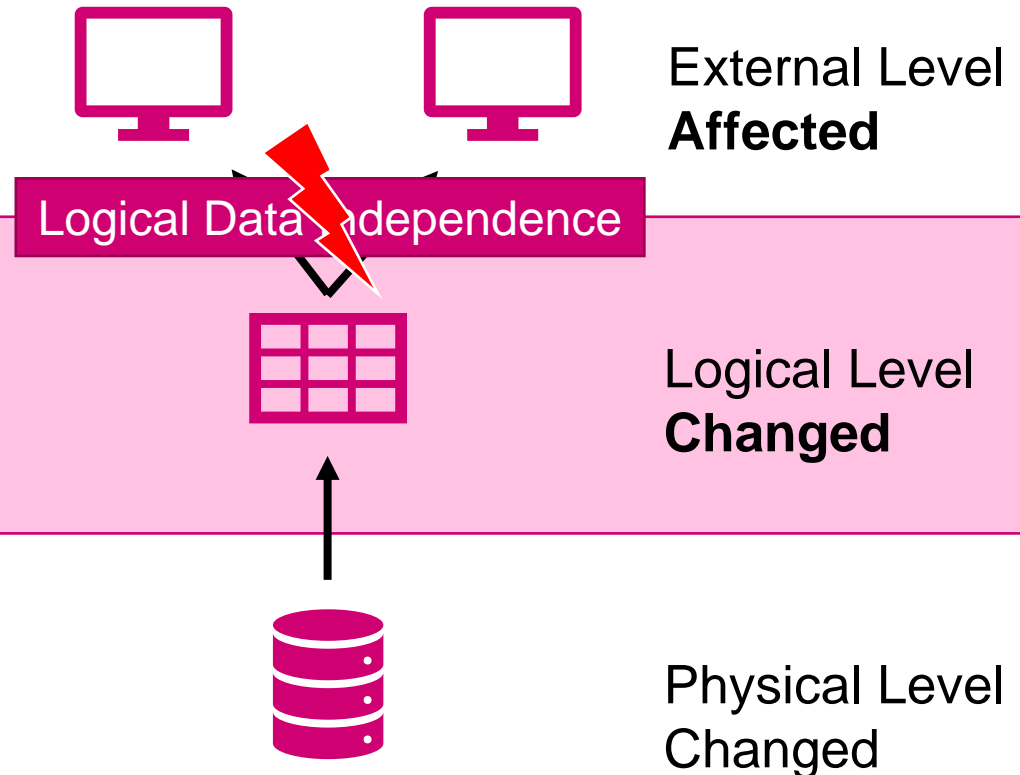 External Level
Affected
Logical Data Independence
Logical Level
Changed
Physical Level
Changed